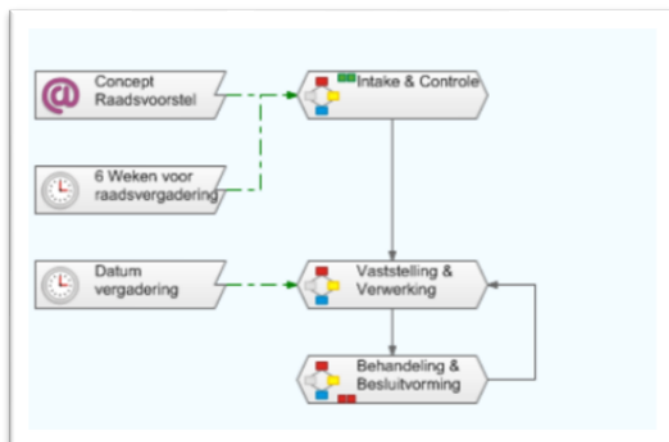 Concept
Raadsvoorstel
Intake & Controle
6 Weken voor
raadsvergadering
Datum
vergadering
Vaststelling &
Verwerking
Behandeling &
Besluitvorming